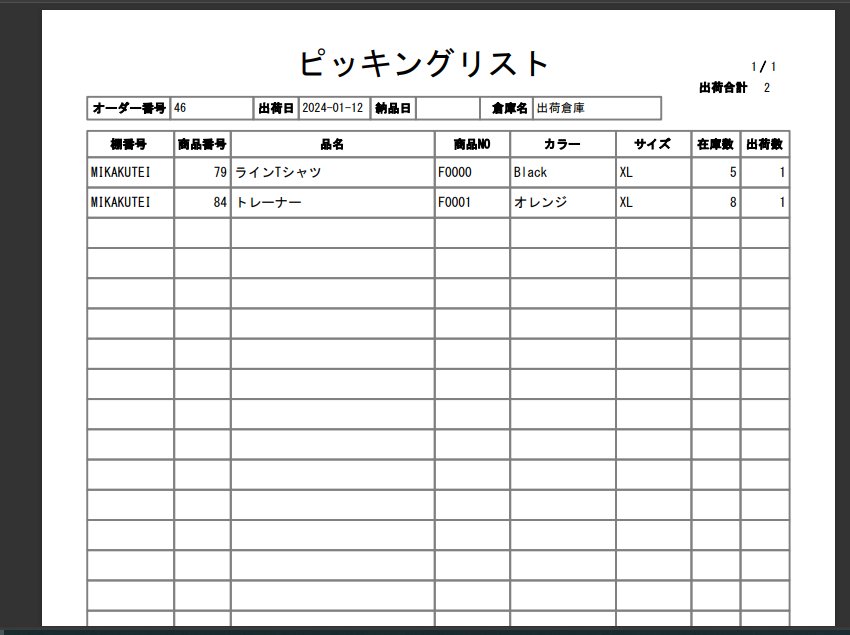 ピッキングリスト
1 / 1
出荷合計 2
オーダー番号 46 出荷日 2024-01-12 納品日 倉庫名 出荷倉庫
棚番号 商品番号 品名 商品NO カラー サイズ 在庫数 出荷数
MIKAKUTEI 79 ラインTシャツ F0000 Black XL 5 1
MIKAKUTEI 84 トレーナー F0001 オレンジ XL 8 1